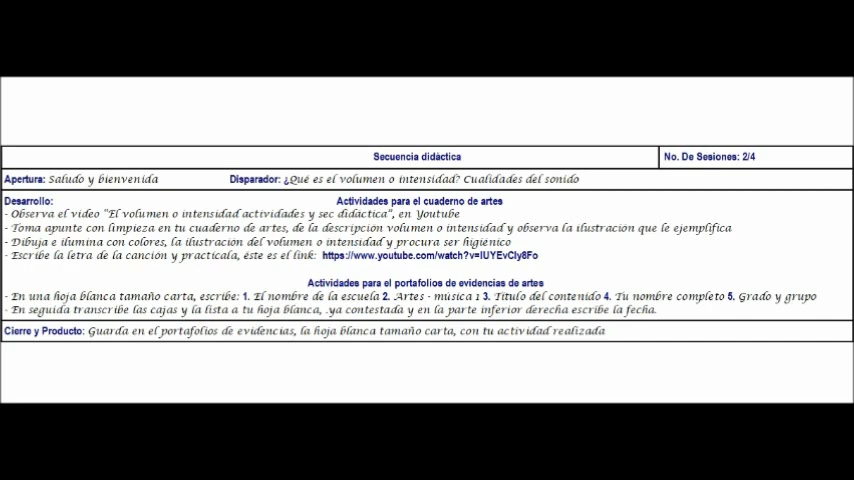 Secuencia didáctica
No. De Sesiones: 2/4
Apertura: Saludo y bienvenida Disparador: ¿Qué es el volumen o intensidad? Cualidades del sonido
Desarrollo: Actividades para el cuaderno de artes
- Observa el video "El volumen o intensidad actividades y sec didáctica", en Youtube
- Toma apunte con limpieza en tu cuaderno de artes, de la descripción volumen o intensidad y observa la ilustración que le ejemplifica
- Dibuja e ilumina con colores, la ilustración del volumen o intensidad y procura ser higiénico
- Escribe la letra de la canción y practícala, éste es el link: https://www.youtube.com/watch?v=IUYEvCly8Fo
Actividades para el portafolios de evidencias de artes
- En una hoja blanca tamaño carta, escribe: 1. El nombre de la escuela 2. Artes - música 1 3. Título del contenido 4. Tu nombre completo 5. Grado y grupo
- En seguida transcribe las cajas y la lista a tu hoja blanca, .ya contestada y en la parte inferior derecha escribe la fecha.
Cierre y Producto: Guarda en el portafolios de evidencias, la hoja blanca tamaño carta, con tu actividad realizada